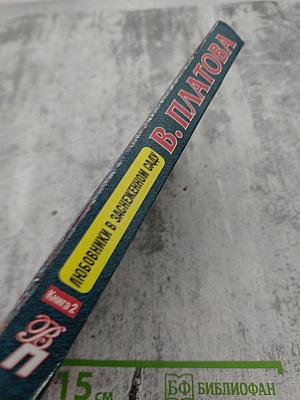 В. ПЛАТОВА
ЛЮБОВНИКИ В ЗАСНЕЖЕННОМ САДУ
Книга 2
ВП
15 см
БФ БИБЛИОФАН